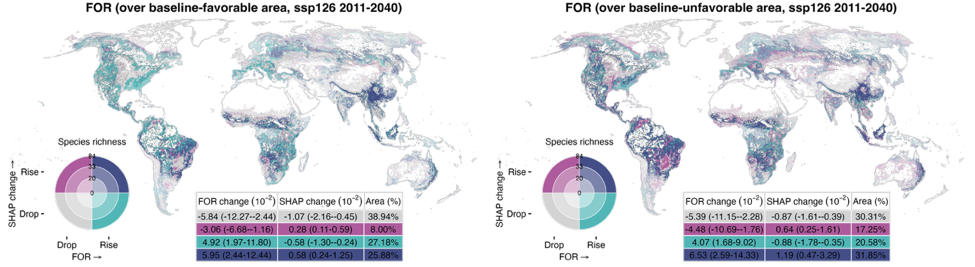 FOR (over baseline-favorable area, ssp126 2011-2040)
Species richness
84
33
20
0
SHAP change →
Rise
Drop
Drop Rise
FOR →
FOR change (10⁻²) SHAP change (10⁻²) Area (%)
-5.84 (-12.27--2.44) -1.07 (-2.16--0.45) 38.94%
-3.06 (-6.68--1.16) 0.28 (0.11-0.59) 8.00%
4.92 (1.97-11.80) -0.58 (-1.30--0.24) 27.18%
5.95 (2.44-12.44) 0.58 (0.24-1.25) 25.88%
FOR (over baseline-unfavorable area, ssp126 2011-2040)
Species richness
84
33
20
0
SHAP change →
Rise
Drop
Drop Rise
FOR →
FOR change (10⁻²) SHAP change (10⁻²) Area (%)
-5.39 (-11.15--2.28) -0.87 (-1.61--0.39) 30.31%
-4.48 (-10.69--1.76) 0.64 (0.25-1.61) 17.25%
4.07 (1.68-9.02) -0.88 (-1.78--0.35) 20.58%
6.53 (2.59-14.33) 1.19 (0.47-3.29) 31.85%